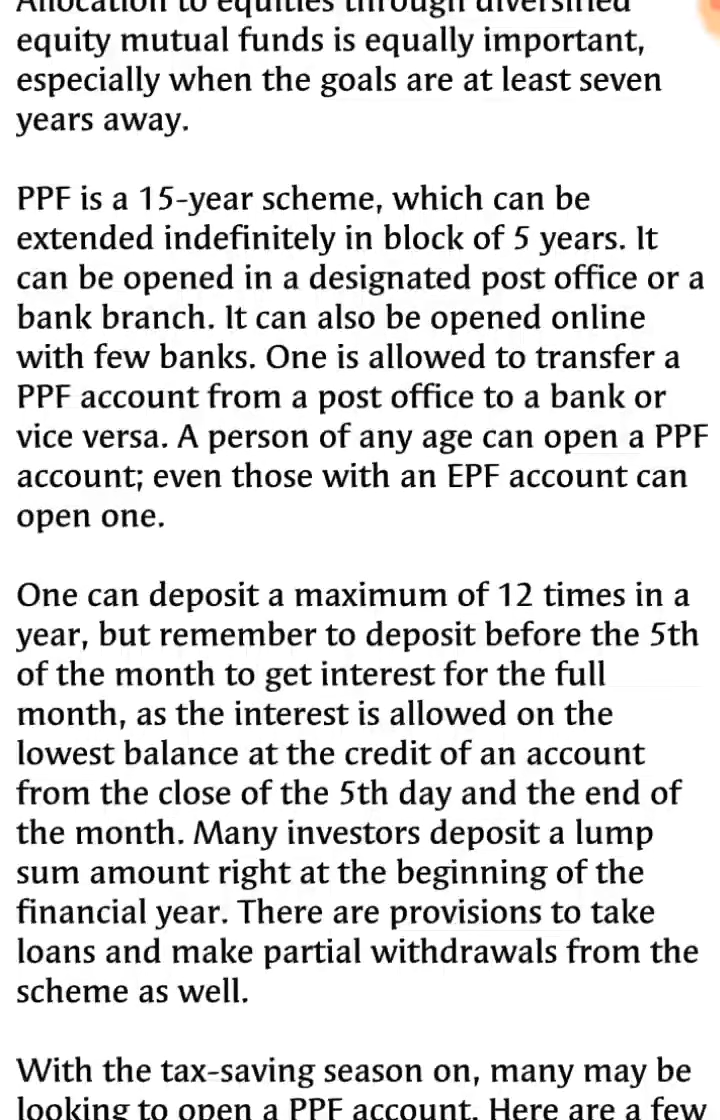 Allocation to equities through diversified
equity mutual funds is equally important,
especially when the goals are at least seven
years away.
PPF is a 15-year scheme, which can be
extended indefinitely in block of 5 years. It
can be opened in a designated post office or a
bank branch. It can also be opened online
with few banks. One is allowed to transfer a
PPF account from a post office to a bank or
vice versa. A person of any age can open a PPF
account; even those with an EPF account can
open one.
One can deposit a maximum of 12 times in a
year, but remember to deposit before the 5th
of the month to get interest for the full
month, as the interest is allowed on the
lowest balance at the credit of an account
from the close of the 5th day and the end of
the month. Many investors deposit a lump
sum amount right at the beginning of the
financial year. There are provisions to take
loans and make partial withdrawals from the
scheme as well.
With the tax-saving season on, many may be
looking to open a PPF account. Here are a few